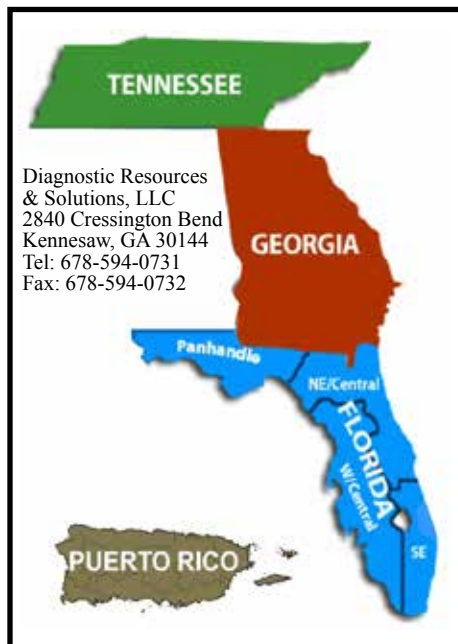 TENNESSEE
Diagnostic Resources
& Solutions, LLC
2840 Cressington Bend
Kennesaw, GA 30144
Tel: 678-594-0731
Fax: 678-594-0732
GEORGIA
Panhandle
NE/Central
FLORIDA
W/Central
SE
PUERTO RICO